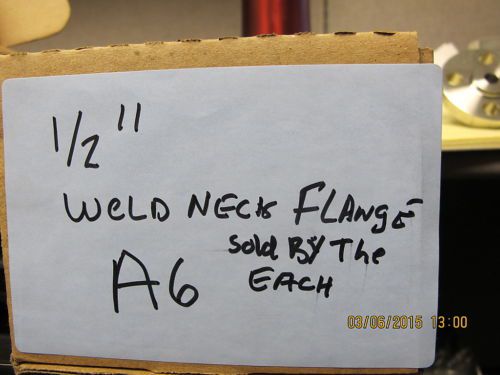 1/2"
WELD NECK FLANGE
Sold By The
EACH
A6
03/06/2015 13:00